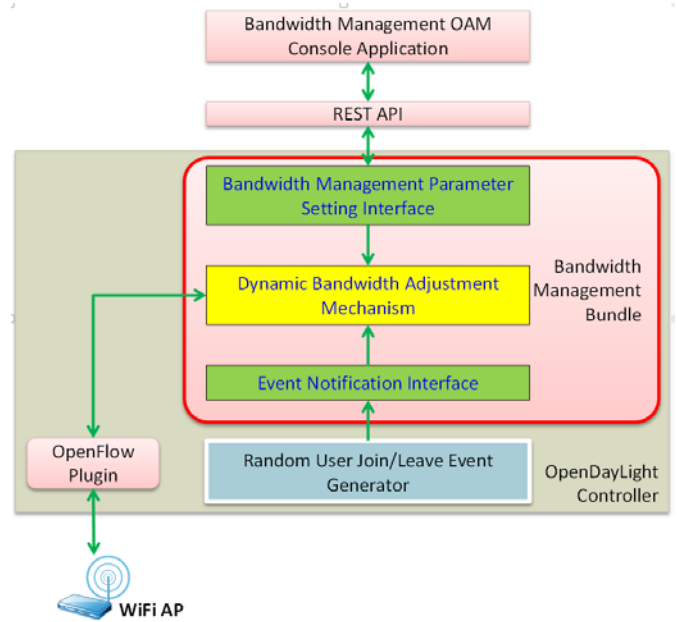 Bandwidth Management OAM
Console Application
REST API
Bandwidth Management Parameter
Setting Interface
Dynamic Bandwidth Adjustment
Mechanism
Bandwidth
Management
Bundle
Event Notification Interface
OpenFlow
Plugin
Random User Join/Leave Event
Generator
OpenDayLight
Controller
WiFi AP